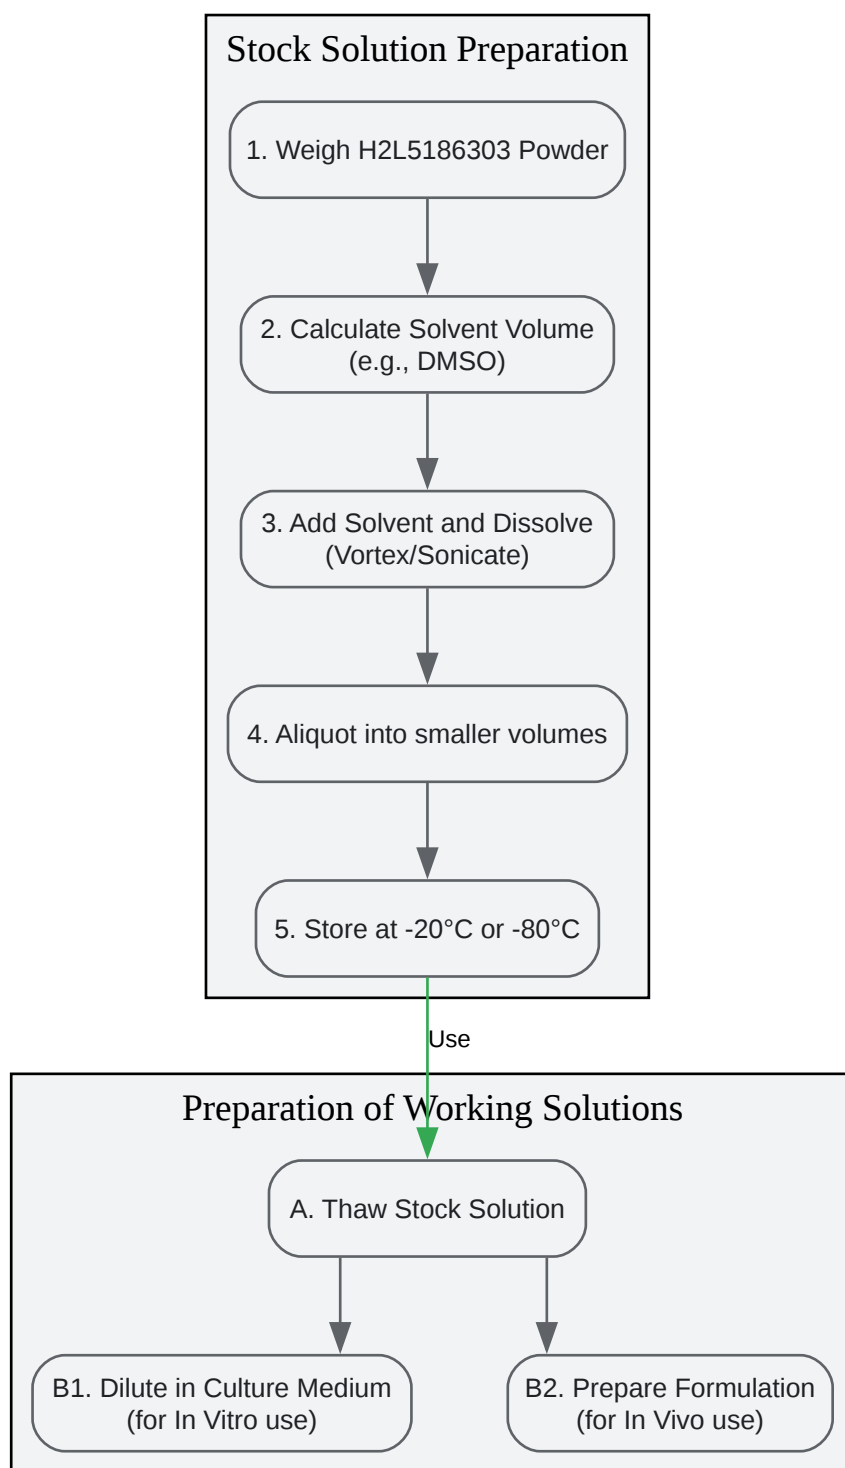 Stock Solution Preparation
1. Weigh H2L5186303 Powder
2. Calculate Solvent Volume
(e.g., DMSO)
3. Add Solvent and Dissolve
(Vortex/Sonicate)
4. Aliquot into smaller volumes
5. Store at -20°C or -80°C
Use
Preparation of Working Solutions
A. Thaw Stock Solution
B1. Dilute in Culture Medium
(for In Vitro use)
B2. Prepare Formulation
(for In Vivo use)